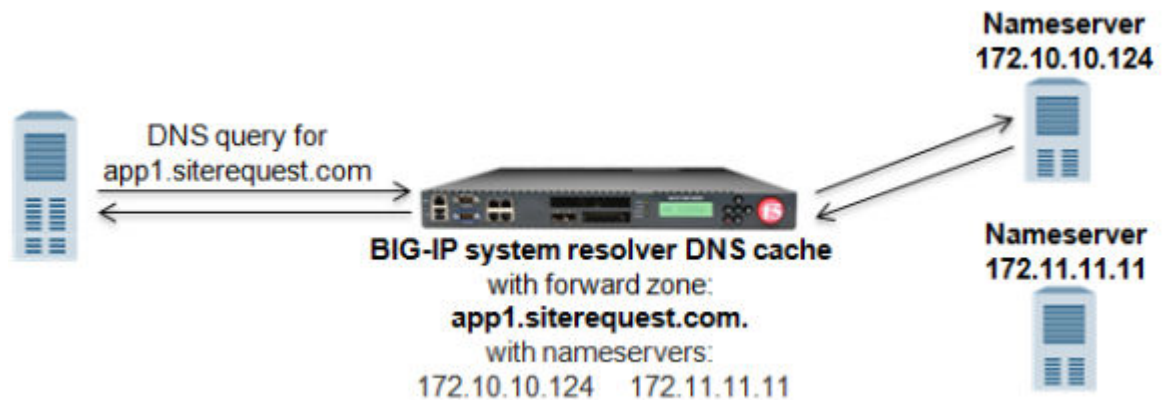 DNS query for
app1.siterequest.com
BIG-IP system resolver DNS cache
with forward zone:
app1.siterequest.com.
with nameservers:
172.10.10.124 172.11.11.11
Nameserver
172.10.10.124
Nameserver
172.11.11.11
f5